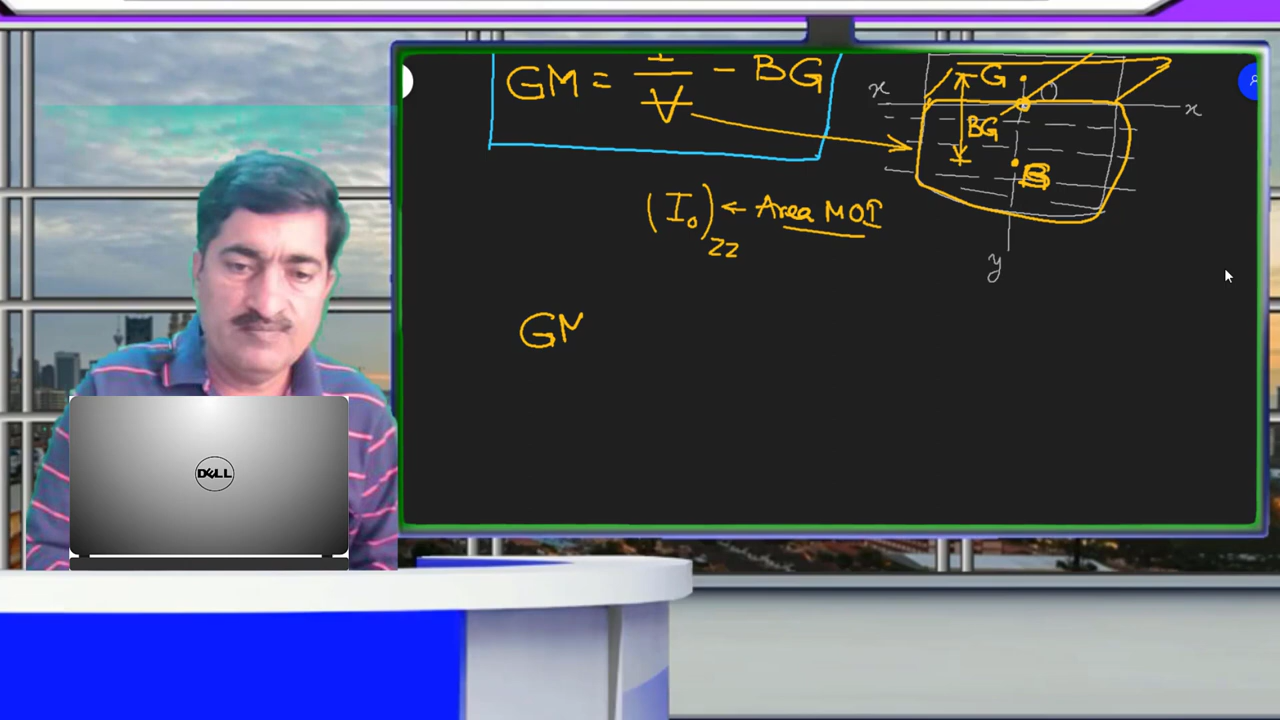 GM = I/V - BG
G
O
x
x
BG
B
(I₀)zz ← Area MOI
y
GM
DELL